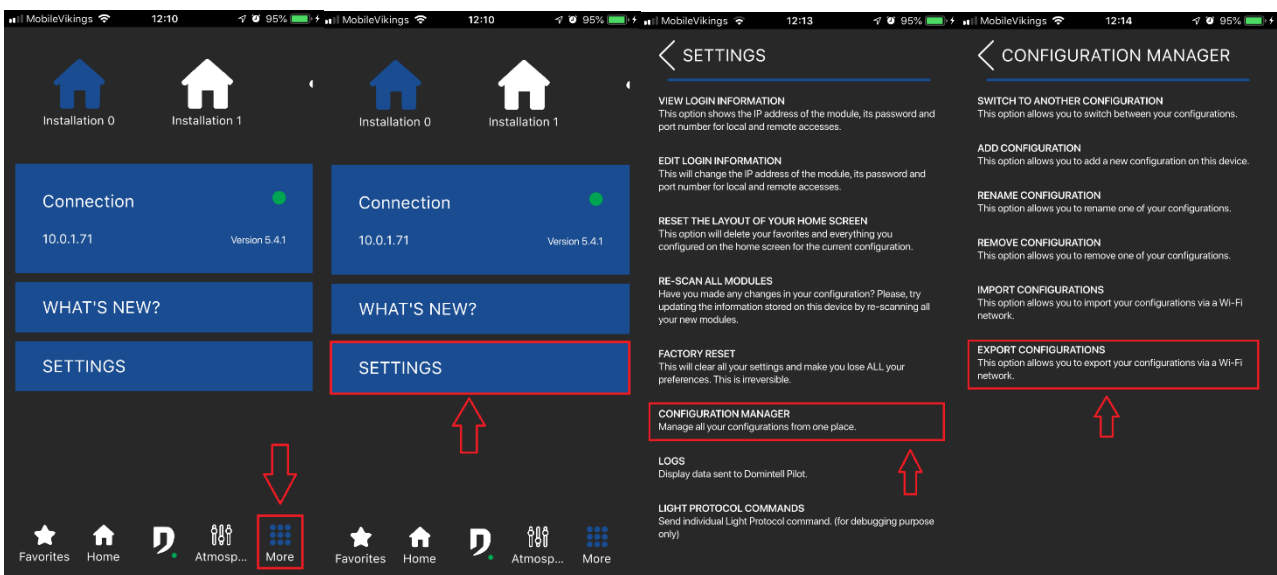 MobileVikings 12:10 95%
Installation 0 Installation 1
Connection
10.0.1.71 Version 5.4.1
WHAT'S NEW?
SETTINGS
Favorites Home Atmosp... More
MobileVikings 12:10 95%
Installation 0 Installation 1
Connection
10.0.1.71 Version 5.4.1
WHAT'S NEW?
SETTINGS
Favorites Home Atmosp... More
MobileVikings 12:13 95%
SETTINGS
VIEW LOGIN INFORMATION
This option shows the IP address of the module, its password and
port number for local and remote accesses.
EDIT LOGIN INFORMATION
This will change the IP address of the module, its password and
port number for local and remote accesses.
RESET THE LAYOUT OF YOUR HOME SCREEN
This option will delete your favorites and everything you
configured on the home screen for the current configuration.
RE-SCAN ALL MODULES
Have you made any changes in your configuration? Please, try
updating the information stored on this device by re-scanning all
your new modules.
FACTORY RESET
This will clear all your settings and make you lose ALL your
preferences. This is irreversible.
CONFIGURATION MANAGER
Manage all your configurations from one place.
LOGS
Display data sent to Domintell Pilot.
LIGHT PROTOCOL COMMANDS
Send individual Light Protocol command. (for debugging purpose
only)
MobileVikings 12:14 95%
CONFIGURATION MANAGER
SWITCH TO ANOTHER CONFIGURATION
This option allows you to switch between your configurations.
ADD CONFIGURATION
This option allows you to add a new configuration on this device.
RENAME CONFIGURATION
This option allows you to rename one of your configurations.
REMOVE CONFIGURATION
This option allows you to remove one of your configurations.
IMPORT CONFIGURATIONS
This option allows you to import your configurations via a Wi-Fi
network.
EXPORT CONFIGURATIONS
This option allows you to export your configurations via a Wi-Fi
network.